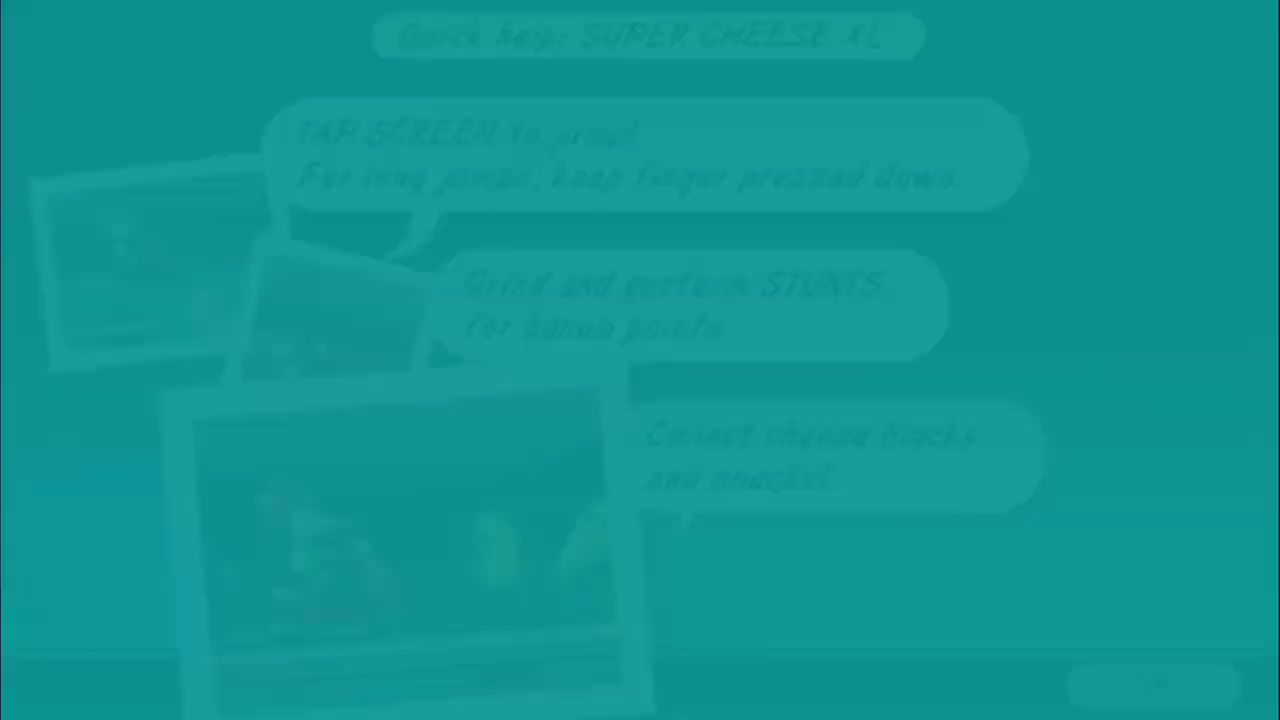 Quick help: SUPER CHEESE XL
TAP SCREEN to jump!
For long jumps, keep finger pressed down.
Grind and perform STUNTS
for bonus points
Collect cheese blocks
and snacks!